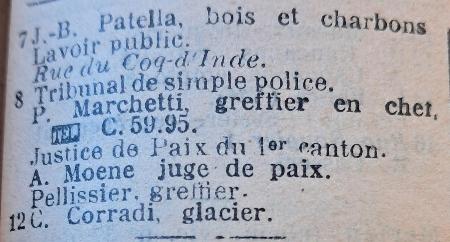 7 J.-B. Patella, bois et charbons
Lavoir public.
Rue du Coq-d'Inde.
8 Tribunal de simple police.
P. Marchetti, greffier en chef,
TÉL. C. 59.95.
Justice de Paix du 1er canton.
A. Moene juge de paix.
Pellissier, greffier.
12 C. Corradi, glacier.